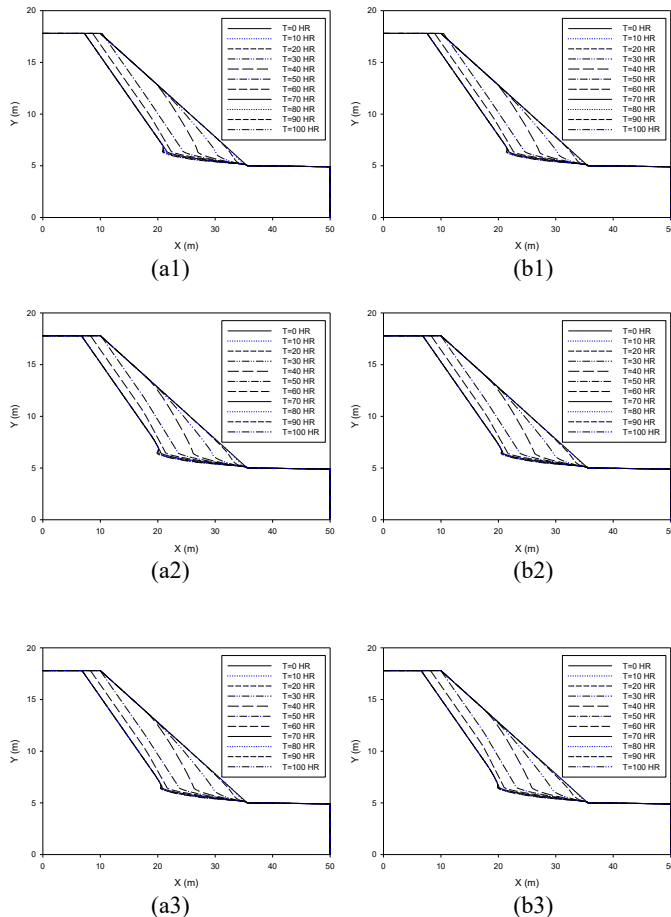 20
15
10
5
0
Y (m)
0 10 20 30 40 50
X (m)
T=0 HR
T=10 HR
T=20 HR
T=30 HR
T=40 HR
T=50 HR
T=60 HR
T=70 HR
T=80 HR
T=90 HR
T=100 HR
(a1)
20
15
10
5
0
Y (m)
0 10 20 30 40 50
X (m)
T=0 HR
T=10 HR
T=20 HR
T=30 HR
T=40 HR
T=50 HR
T=60 HR
T=70 HR
T=80 HR
T=90 HR
T=100 HR
(b1)
20
15
10
5
0
Y (m)
0 10 20 30 40 50
X (m)
T=0 HR
T=10 HR
T=20 HR
T=30 HR
T=40 HR
T=50 HR
T=60 HR
T=70 HR
T=80 HR
T=90 HR
T=100 HR
(a2)
20
15
10
5
0
Y (m)
0 10 20 30 40 50
X (m)
T=0 HR
T=10 HR
T=20 HR
T=30 HR
T=40 HR
T=50 HR
T=60 HR
T=70 HR
T=80 HR
T=90 HR
T=100 HR
(b2)
20
15
10
5
0
Y (m)
0 10 20 30 40 50
X (m)
T=0 HR
T=10 HR
T=20 HR
T=30 HR
T=40 HR
T=50 HR
T=60 HR
T=70 HR
T=80 HR
T=90 HR
T=100 HR
(a3)
20
15
10
5
0
Y (m)
0 10 20 30 40 50
X (m)
T=0 HR
T=10 HR
T=20 HR
T=30 HR
T=40 HR
T=50 HR
T=60 HR
T=70 HR
T=80 HR
T=90 HR
T=100 HR
(b3)